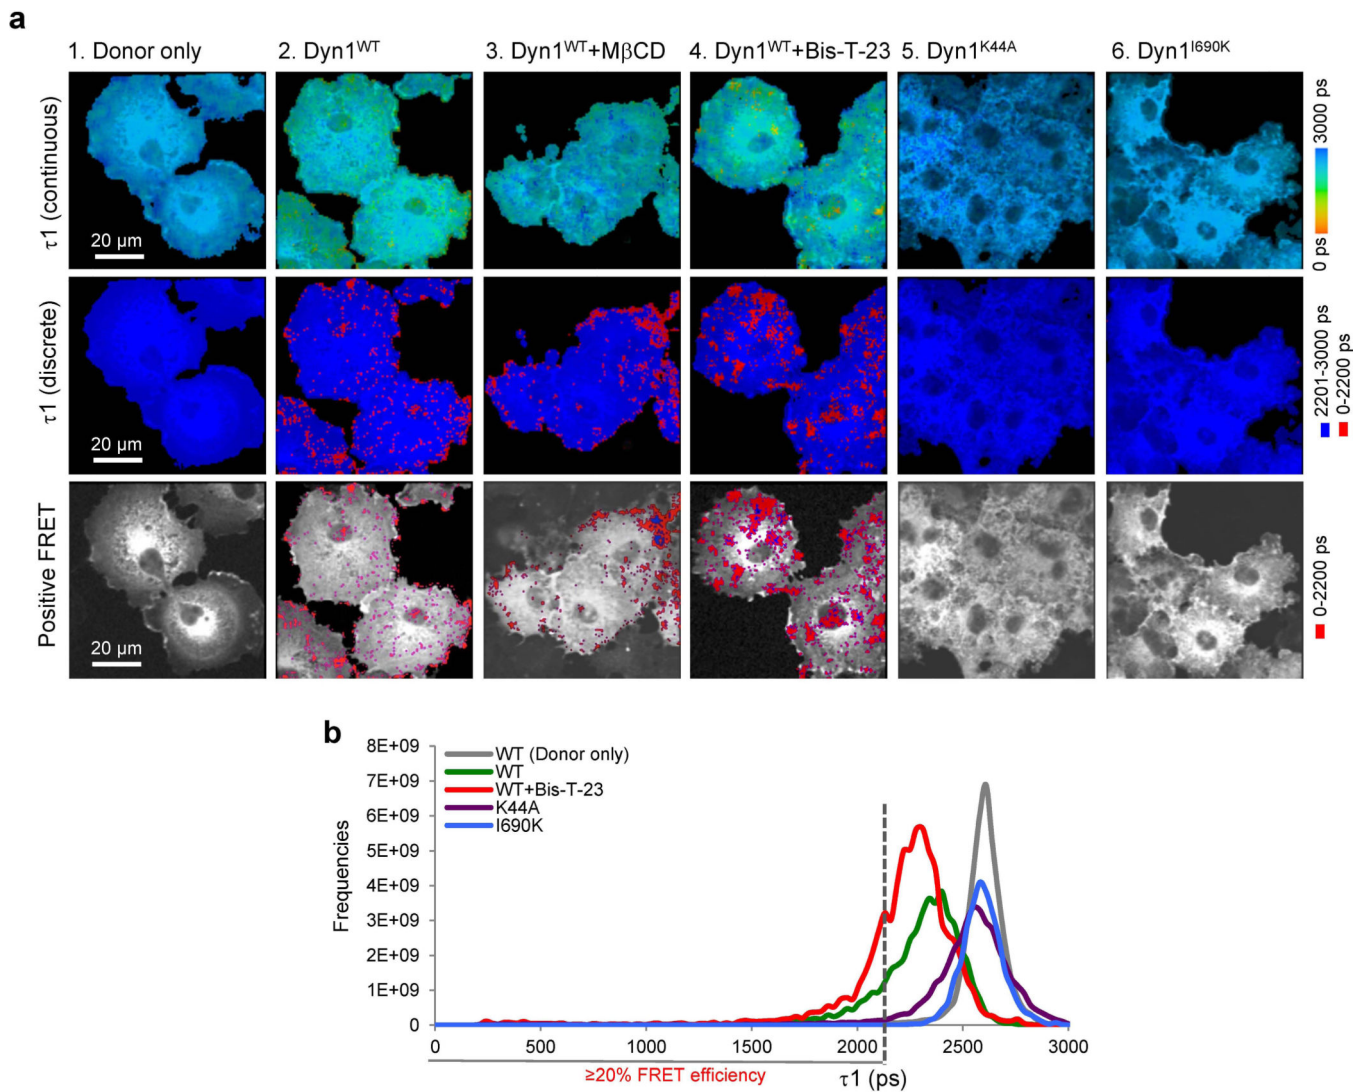 a
1. Donor only
2. Dyn1WT
3. Dyn1WT+MβCD
4. Dyn1WT+Bis-T-23
5. Dyn1K44A
6. Dyn1I690K
τ1 (continuous)
20 µm
0 ps
3000 ps
τ1 (discrete)
20 µm
2201-3000 ps
0-2200 ps
Positive FRET
20 µm
0-2200 ps
b
8E+09
7E+09
6E+09
5E+09
4E+09
3E+09
2E+09
1E+09
0
Frequencies
WT (Donor only)
WT
WT+Bis-T-23
K44A
I690K
0 500 1000 1500 2000 2500 3000
≥20% FRET efficiency
τ1 (ps)